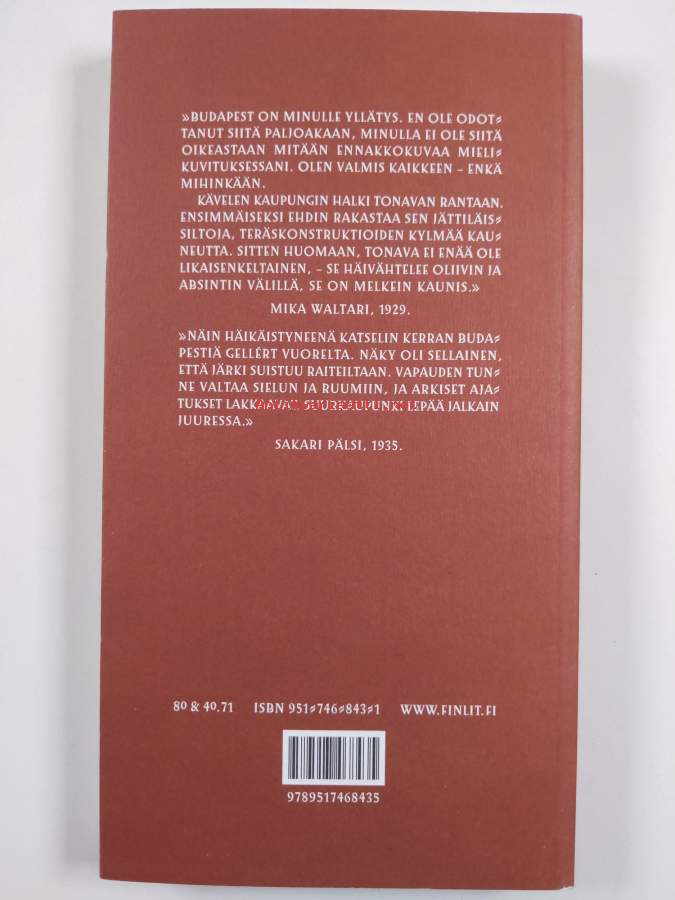 »BUDAPEST ON MINULLE YLLÄTYS. EN OLE ODOT⸗
TANUT SIITÄ PALJOAKAAN, MINULLA EI OLE SIITÄ
OIKEASTAAN MITÄÄN ENNAKKOKUVAA MIELI⸗
KUVITUKSESSANI. OLEN VALMIS KAIKKEEN – ENKÄ
MIHINKÄÄN.
KÄVELEN KAUPUNGIN HALKI TONAVAN RANTAAN.
ENSIMMÄISEKSI EHDIN RAKASTAA SEN JÄTTILÄIS⸗
SILTOJA, TERÄSKONSTRUKTIOIDEN KYLMÄÄ KAU⸗
NEUTTA. SITTEN HUOMAAN, TONAVA EI ENÄÄ OLE
LIKAISENKELTAINEN, – SE HÄIVÄHTELEE OLIIVIN JA
ABSINTIN VÄLILLÄ, SE ON MELKEIN KAUNIS.»
MIKA WALTARI, 1929.
»NÄIN HÄIKÄISTYNEENÄ KATSELIN KERRAN BUDA⸗
PESTIÄ GELLÉRT VUORELTA. NÄKY OLI SELLAINEN,
ETTÄ JÄRKI SUISTUU RAITEILTAAN. VAPAUDEN TUN⸗
NE VALTAA SIELUN JA RUUMIIN, JA ARKISET AJA⸗
TUKSET LAKKAAVAT. SUURKAUPUNKI LEPÄÄ JALKAIN
JUURESSA.»
SAKARI PÄLSI, 1935.
80 & 40.71 ISBN 951⸗746⸗843⸗1 WWW.FINLIT.FI
9789517468435